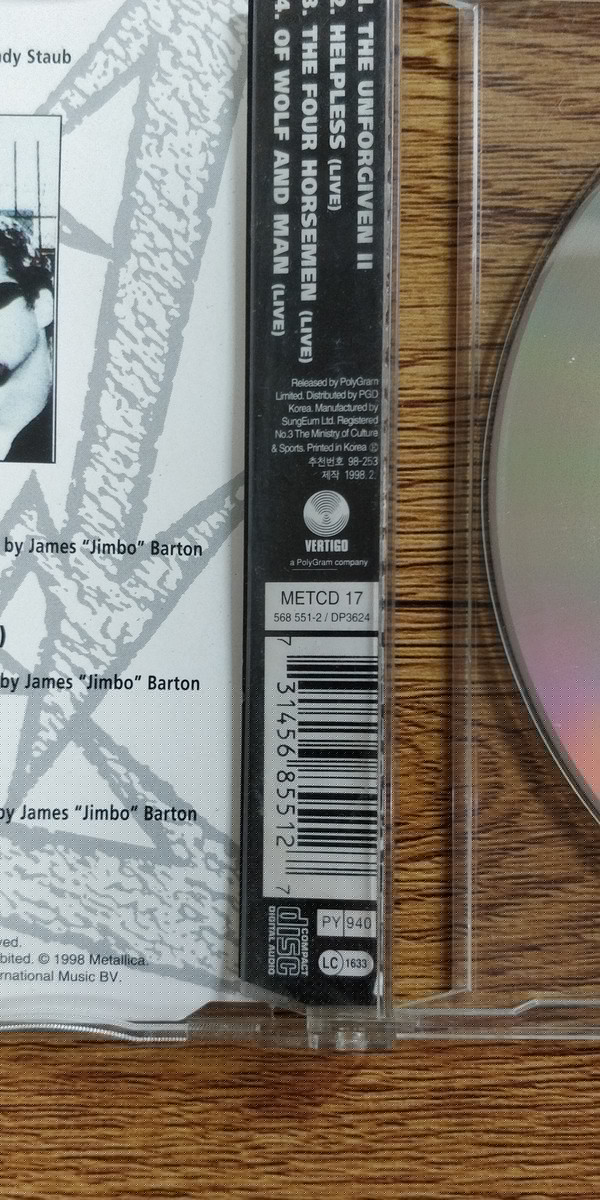 dy Staub
by James "Jimbo" Barton
)
by James "Jimbo" Barton
by James "Jimbo" Barton
ved.
bited. © 1998 Metallica.
rnational Music BV.
1. THE UNFORGIVEN II
2. HELPLESS (LIVE)
3. THE FOUR HORSEMEN (LIVE)
4. OF WOLF AND MAN (LIVE)
Released by PolyGram
Limited. Distributed by PGD
Korea. Manufactured by
SungEum Ltd. Registered
No.3 The Ministry of Culture
& Sports. Printed in Korea ℗
추천번호 98-253
제작 1998.2.
VERTIGO
a PolyGram company
METCD 17
568 551-2 / DP3624
7 31456 85512 7
COMPACT
disc
DIGITAL AUDIO
PY 940
LC 1633